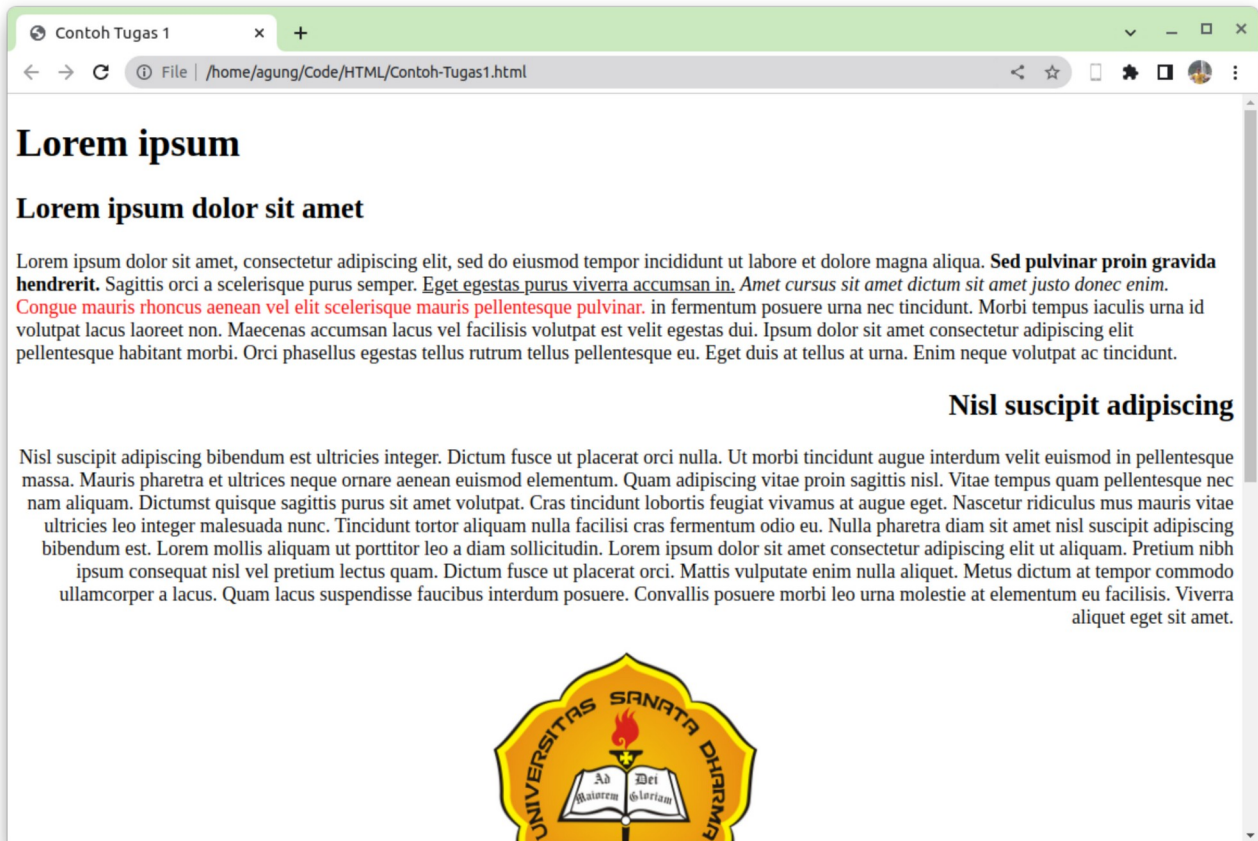 Contoh Tugas 1
File | /home/agung/Code/HTML/Contoh-Tugas1.html
Lorem ipsum
Lorem ipsum dolor sit amet
Lorem ipsum dolor sit amet, consectetur adipiscing elit, sed do eiusmod tempor incididunt ut labore et dolore magna aliqua. Sed pulvinar proin gravida
hendrerit. Sagittis orci a scelerisque purus semper. Eget egestas purus viverra accumsan in. Amet cursus sit amet dictum sit amet justo donec enim.
Congue mauris rhoncus aenean vel elit scelerisque mauris pellentesque pulvinar. in fermentum posuere urna nec tincidunt. Morbi tempus iaculis urna id
volutpat lacus laoreet non. Maecenas accumsan lacus vel facilisis volutpat est velit egestas dui. Ipsum dolor sit amet consectetur adipiscing elit
pellentesque habitant morbi. Orci phasellus egestas tellus rutrum tellus pellentesque eu. Eget duis at tellus at urna. Enim neque volutpat ac tincidunt.
Nisl suscipit adipiscing
Nisl suscipit adipiscing bibendum est ultricies integer. Dictum fusce ut placerat orci nulla. Ut morbi tincidunt augue interdum velit euismod in pellentesque
massa. Mauris pharetra et ultrices neque ornare aenean euismod elementum. Quam adipiscing vitae proin sagittis nisl. Vitae tempus quam pellentesque nec
nam aliquam. Dictumst quisque sagittis purus sit amet volutpat. Cras tincidunt lobortis feugiat vivamus at augue eget. Nascetur ridiculus mus mauris vitae
ultricies leo integer malesuada nunc. Tincidunt tortor aliquam nulla facilisi cras fermentum odio eu. Nulla pharetra diam sit amet nisl suscipit adipiscing
bibendum est. Lorem mollis aliquam ut porttitor leo a diam sollicitudin. Lorem ipsum dolor sit amet consectetur adipiscing elit ut aliquam. Pretium nibh
ipsum consequat nisl vel pretium lectus quam. Dictum fusce ut placerat orci. Mattis vulputate enim nulla aliquet. Metus dictum at tempor commodo
ullamcorper a lacus. Quam lacus suspendisse faucibus interdum posuere. Convallis posuere morbi leo urna molestie at elementum eu facilisis. Viverra
aliquet eget sit amet.
UNIVERSITAS SANATA DHARMA
Ad Dei
Maiorem Gloriam